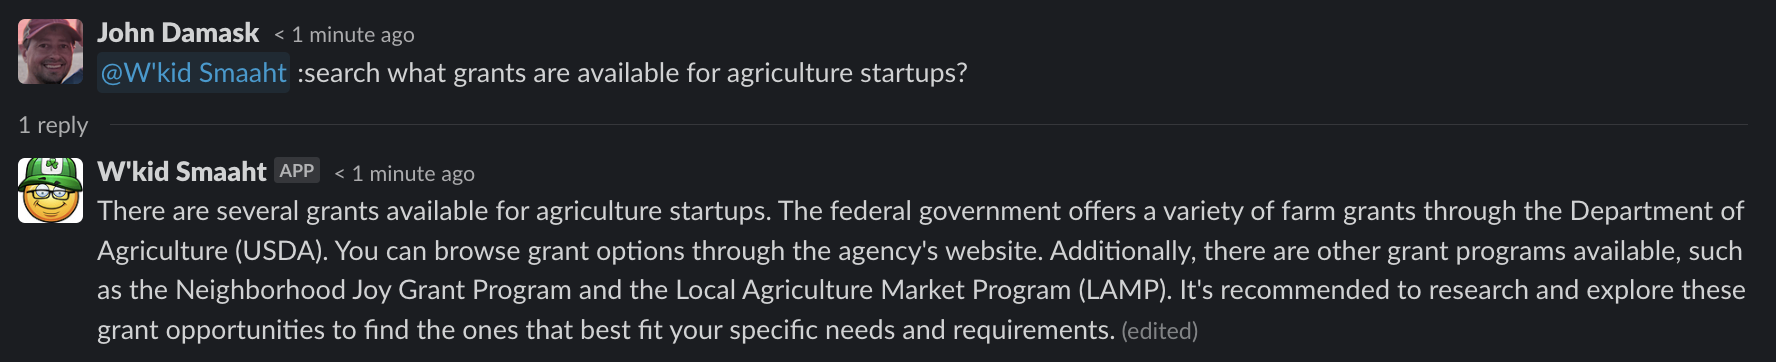 John Damask < 1 minute ago
@W'kid Smaaht :search what grants are available for agriculture startups?
1 reply
W'kid Smaaht APP < 1 minute ago
There are several grants available for agriculture startups. The federal government offers a variety of farm grants through the Department of
Agriculture (USDA). You can browse grant options through the agency's website. Additionally, there are other grant programs available, such
as the Neighborhood Joy Grant Program and the Local Agriculture Market Program (LAMP). It's recommended to research and explore these
grant opportunities to find the ones that best fit your specific needs and requirements. (edited)